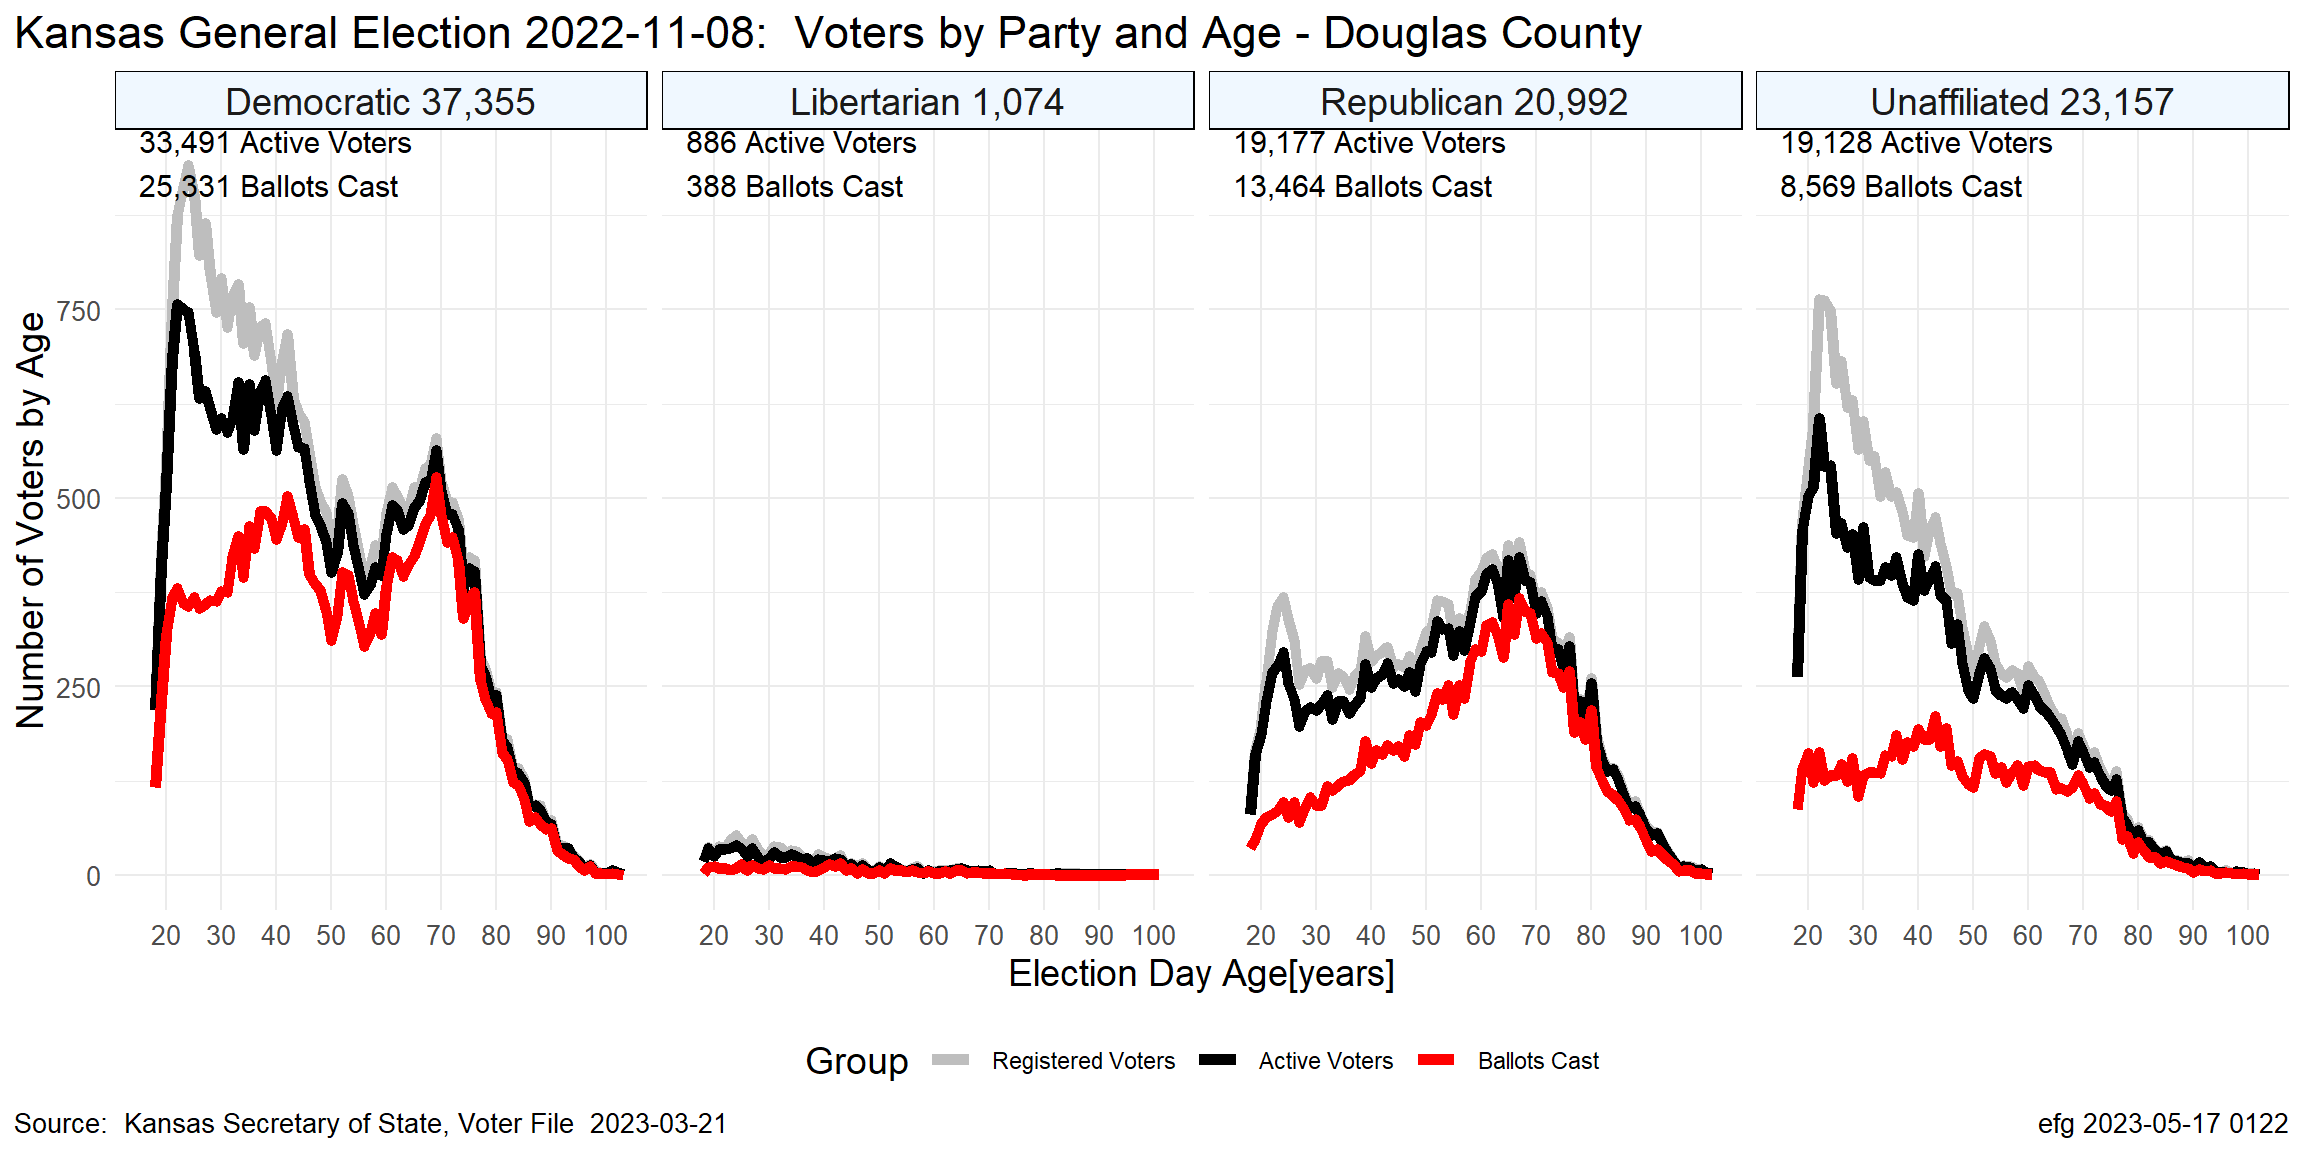 Kansas General Election 2022-11-08:  Voters by Party and Age - Douglas County
Democratic 37,355
Libertarian 1,074
Republican 20,992
Unaffiliated 23,157
33,491 Active Voters
25,331 Ballots Cast
886 Active Voters
388 Ballots Cast
19,177 Active Voters
13,464 Ballots Cast
19,128 Active Voters
8,569 Ballots Cast
Number of Voters by Age
750
500
250
0
20 30 40 50 60 70 80 90 100
20 30 40 50 60 70 80 90 100
20 30 40 50 60 70 80 90 100
20 30 40 50 60 70 80 90 100
Election Day Age[years]
Group Registered Voters Active Voters Ballots Cast
Source:  Kansas Secretary of State, Voter File  2023-03-21
efg 2023-05-17 0122